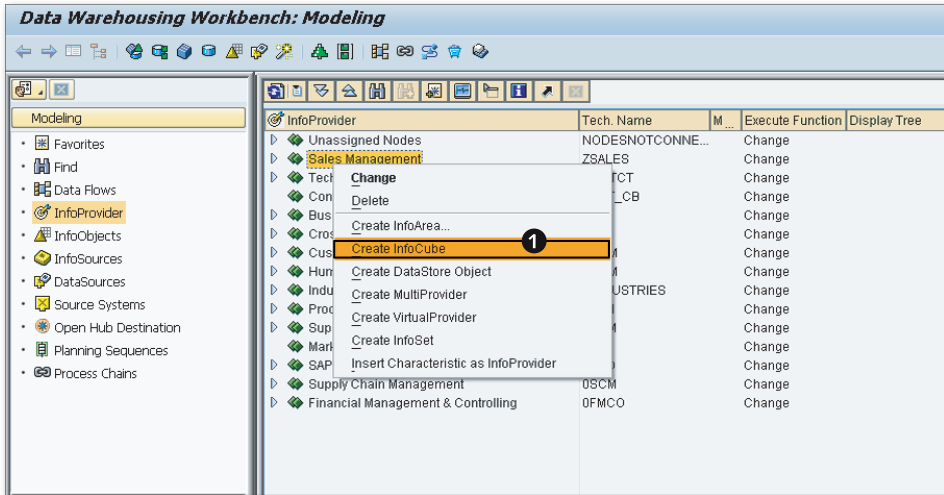 Data Warehousing Workbench: Modeling
Modeling
Favorites
Find
Data Flows
InfoProvider
InfoObjects
InfoSources
DataSources
Source Systems
Open Hub Destination
Planning Sequences
Process Chains
InfoProvider Tech. Name M... Execute Function Display Tree
Unassigned Nodes NODESNOTCONNE... Change
Sales Management ZSALES Change
Tech TCT Change
Con _CB Change
Bus Change
Cros Change
Cus Change
Hum Change
Indu USTRIES Change
Proc Change
Sup Change
Mark Change
SAP Change
Supply Chain Management 0SCM Change
Financial Management & Controlling 0FMCO Change
Change
Delete
Create InfoArea...
Create InfoCube 1
Create DataStore Object
Create MultiProvider
Create VirtualProvider
Create InfoSet
Insert Characteristic as InfoProvider